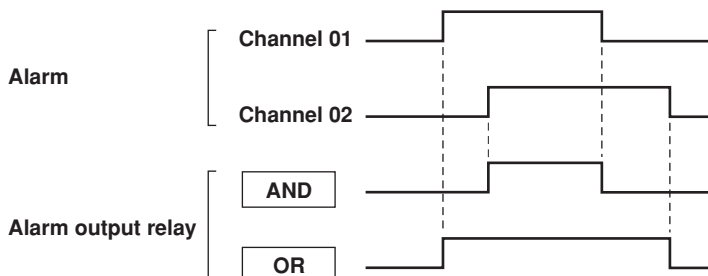 Channel 01
Alarm
Channel 02
AND
Alarm output relay
OR